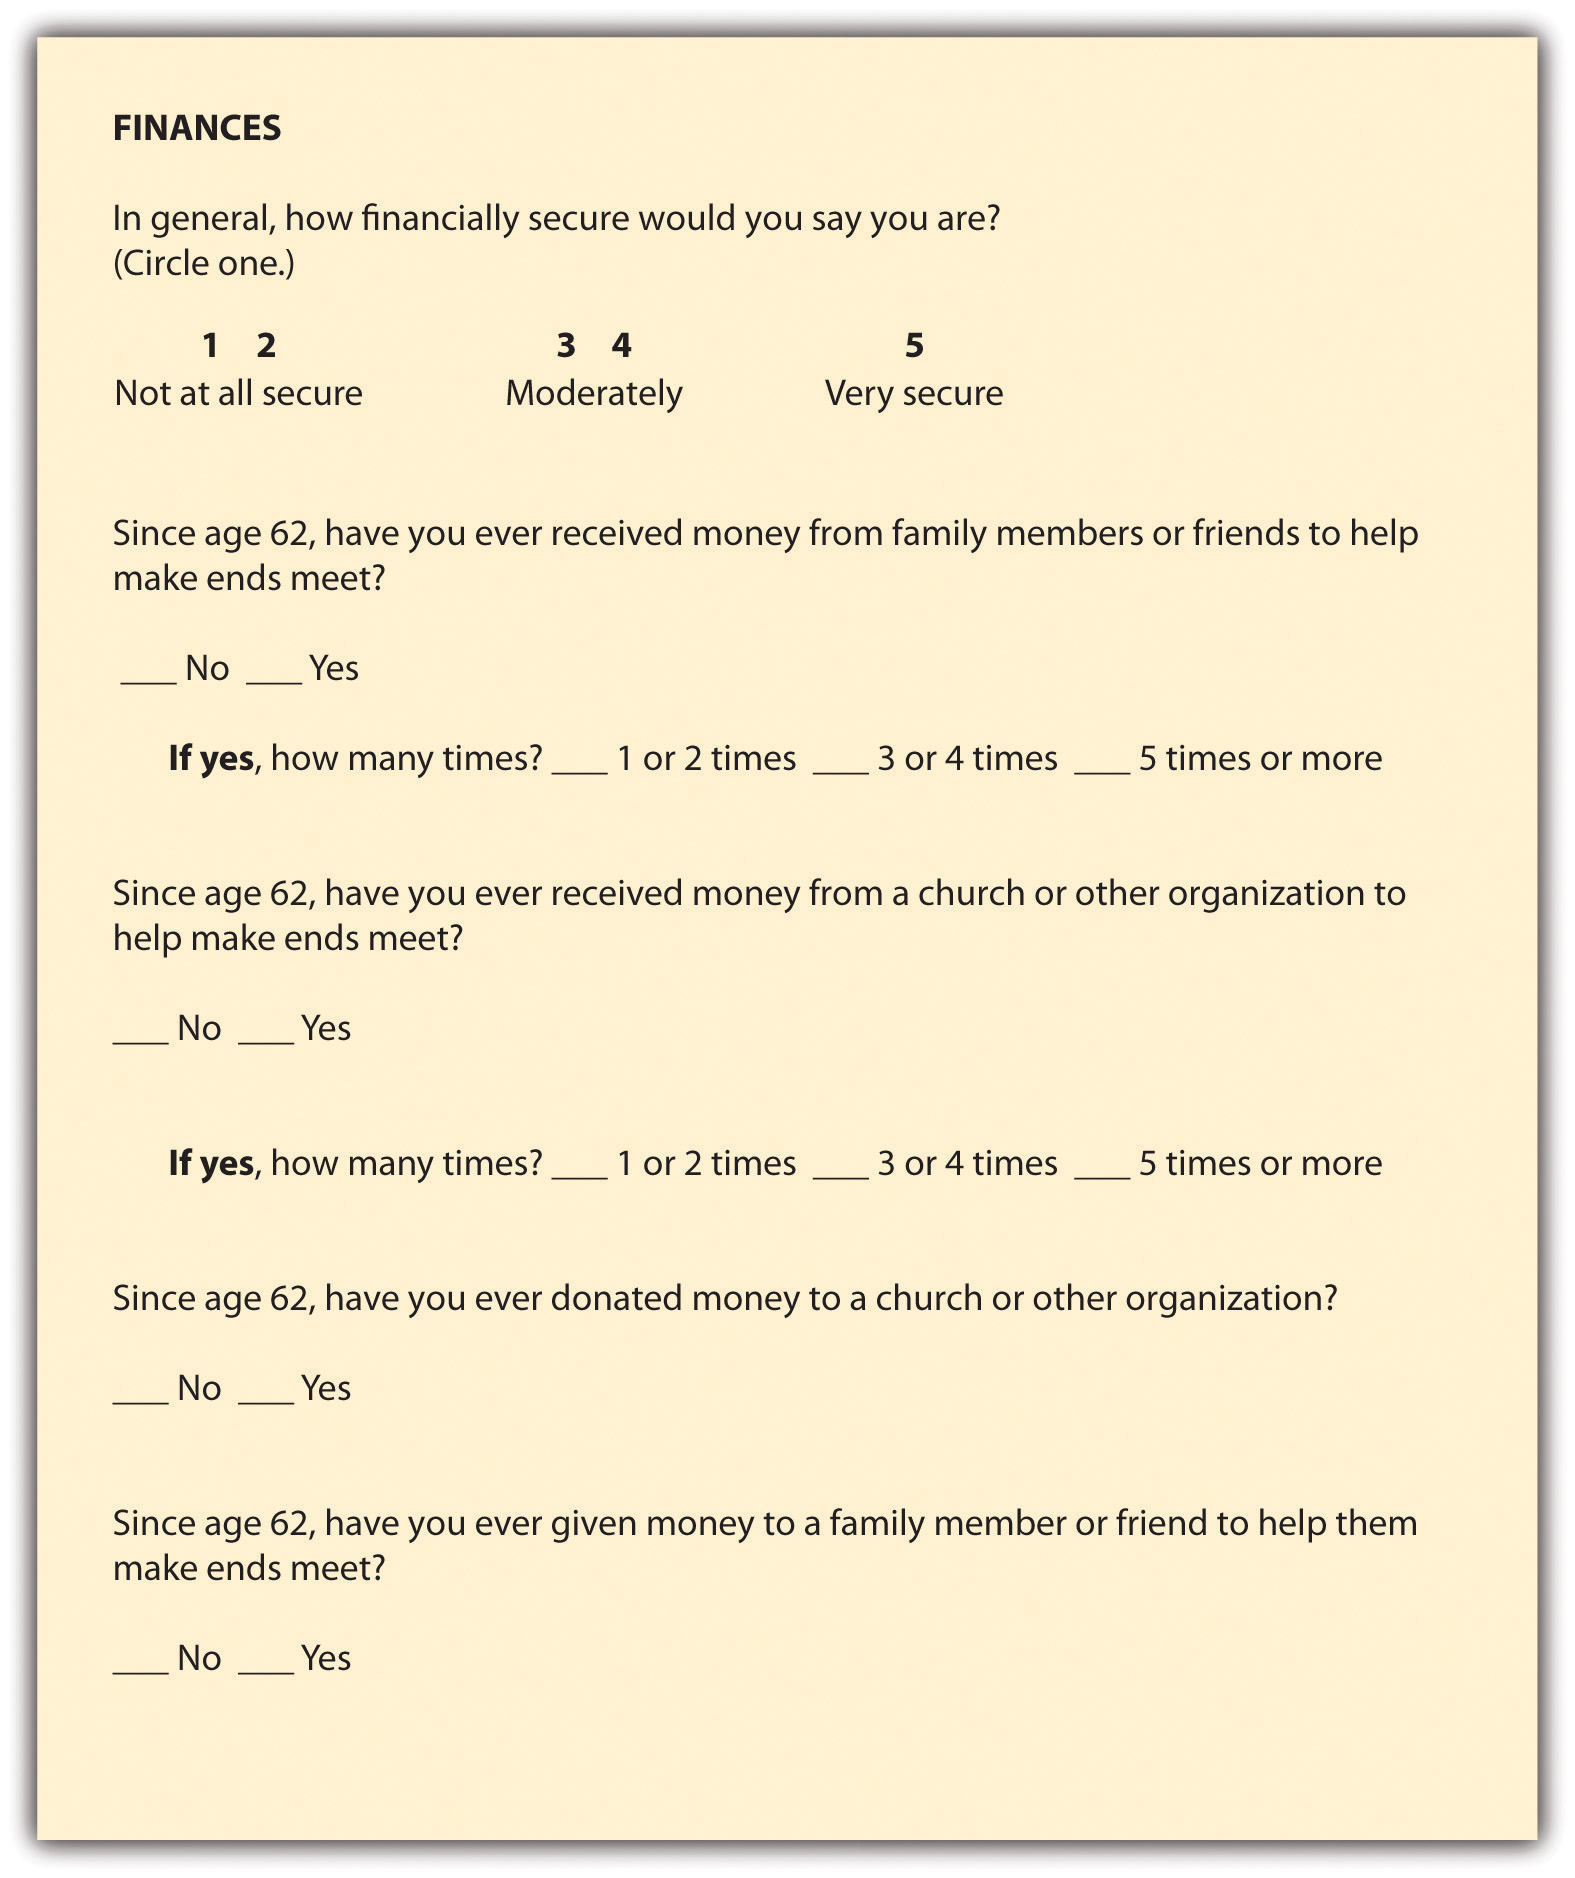 FINANCES
In general, how financially secure would you say you are?
(Circle one.)
1 2 3 4 5
Not at all secure Moderately Very secure
Since age 62, have you ever received money from family members or friends to help
make ends meet?
___ No ___ Yes
If yes, how many times? ___ 1 or 2 times ___ 3 or 4 times ___ 5 times or more
Since age 62, have you ever received money from a church or other organization to
help make ends meet?
___ No ___ Yes
If yes, how many times? ___ 1 or 2 times ___ 3 or 4 times ___ 5 times or more
Since age 62, have you ever donated money to a church or other organization?
___ No ___ Yes
Since age 62, have you ever given money to a family member or friend to help them
make ends meet?
___ No ___ Yes